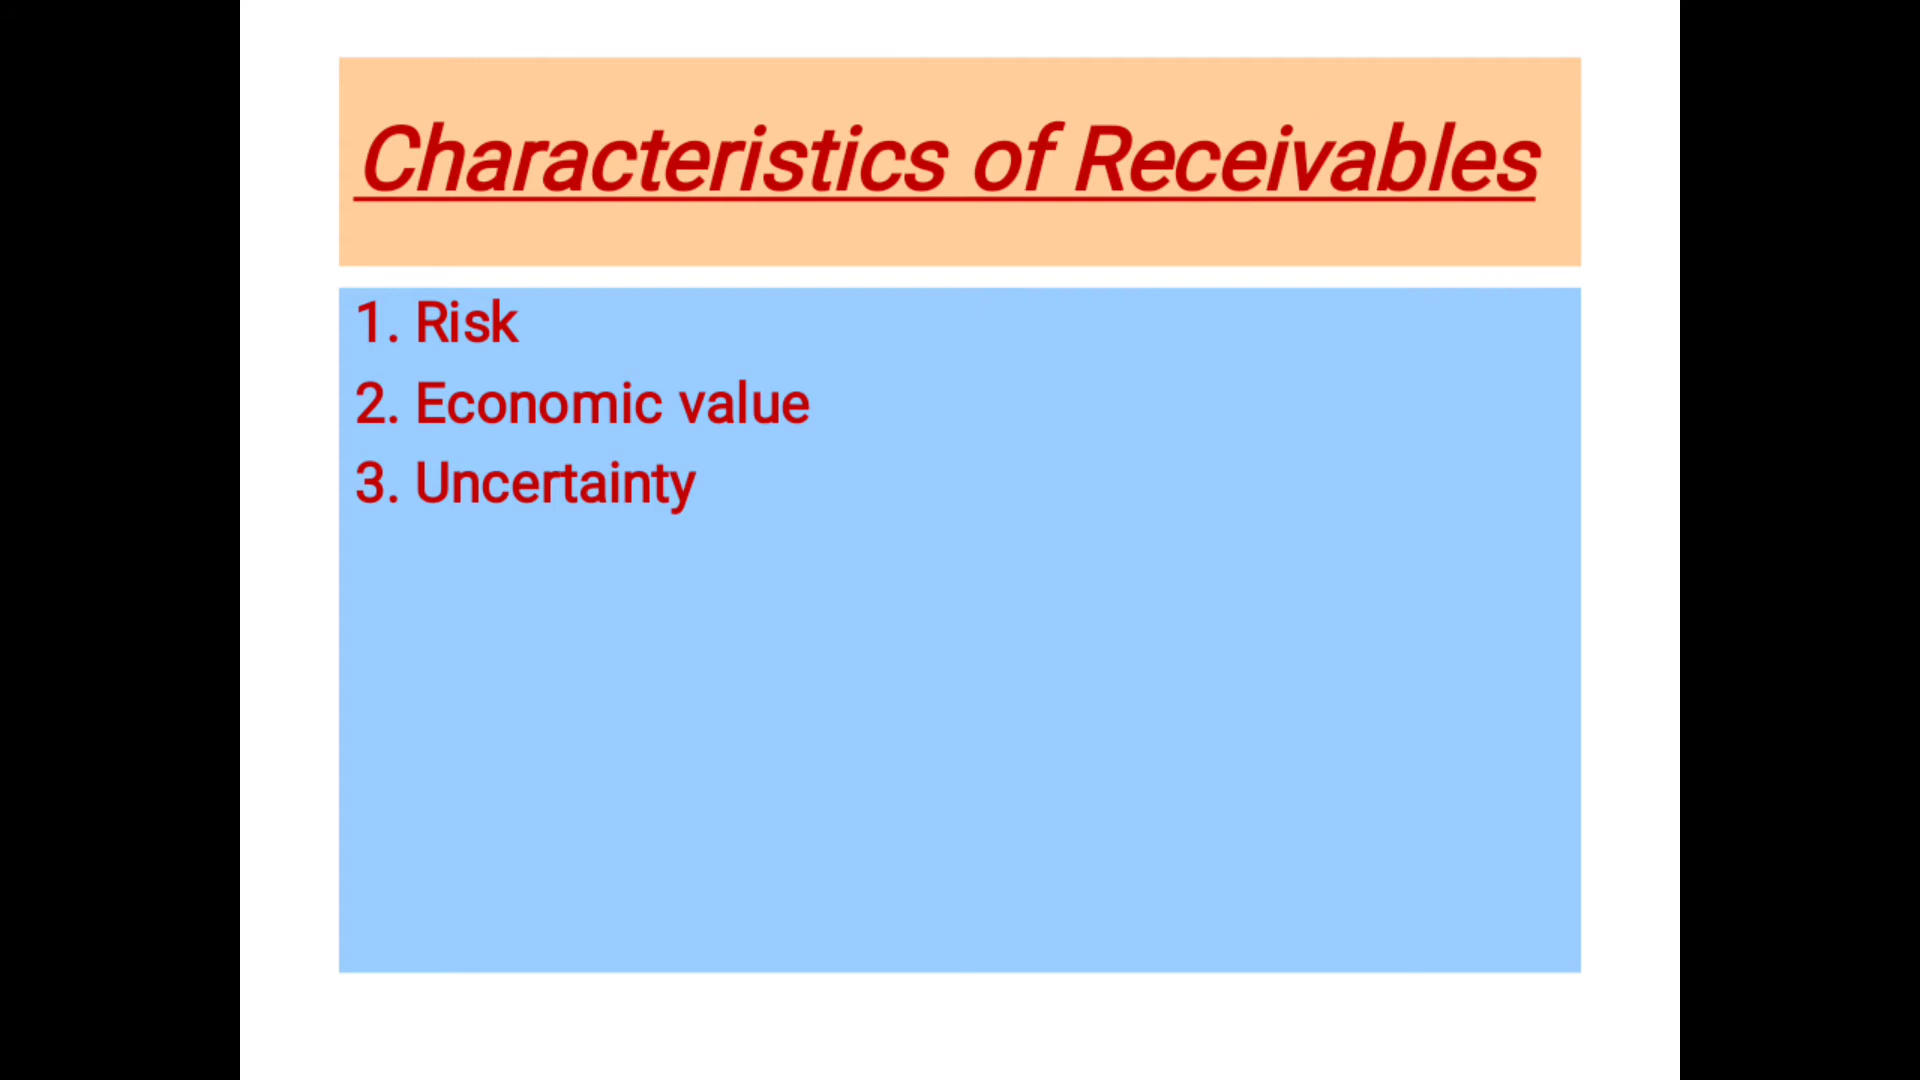 Characteristics of Receivables
1. Risk
2. Economic value
3. Uncertainty